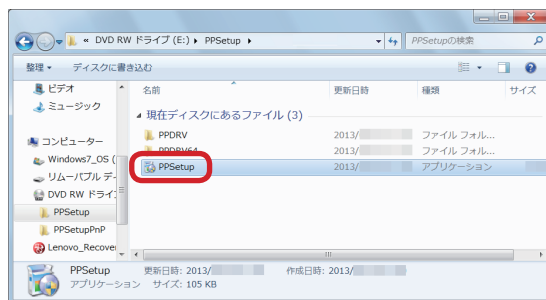 « DVD RW ドライブ (E:) ▸ PPSetup ▸ PPSetupの検索
整理 ▾ ディスクに書き込む
名前 更新日時 種類 サイズ
現在ディスクにあるファイル (3)
PPDRV 2013/ ファイル フォル...
PPDRV64 2013/ ファイル フォル...
PPSetup 2013/ アプリケーション
ビデオ
ミュージック
コンピューター
Windows7_OS (
リムーバブル デ
DVD RW ドライ
PPSetup
PPSetupPnP
Lenovo_Recove
PPSetup 更新日時: 2013/ 作成日時: 2013/
アプリケーション サイズ: 105 KB